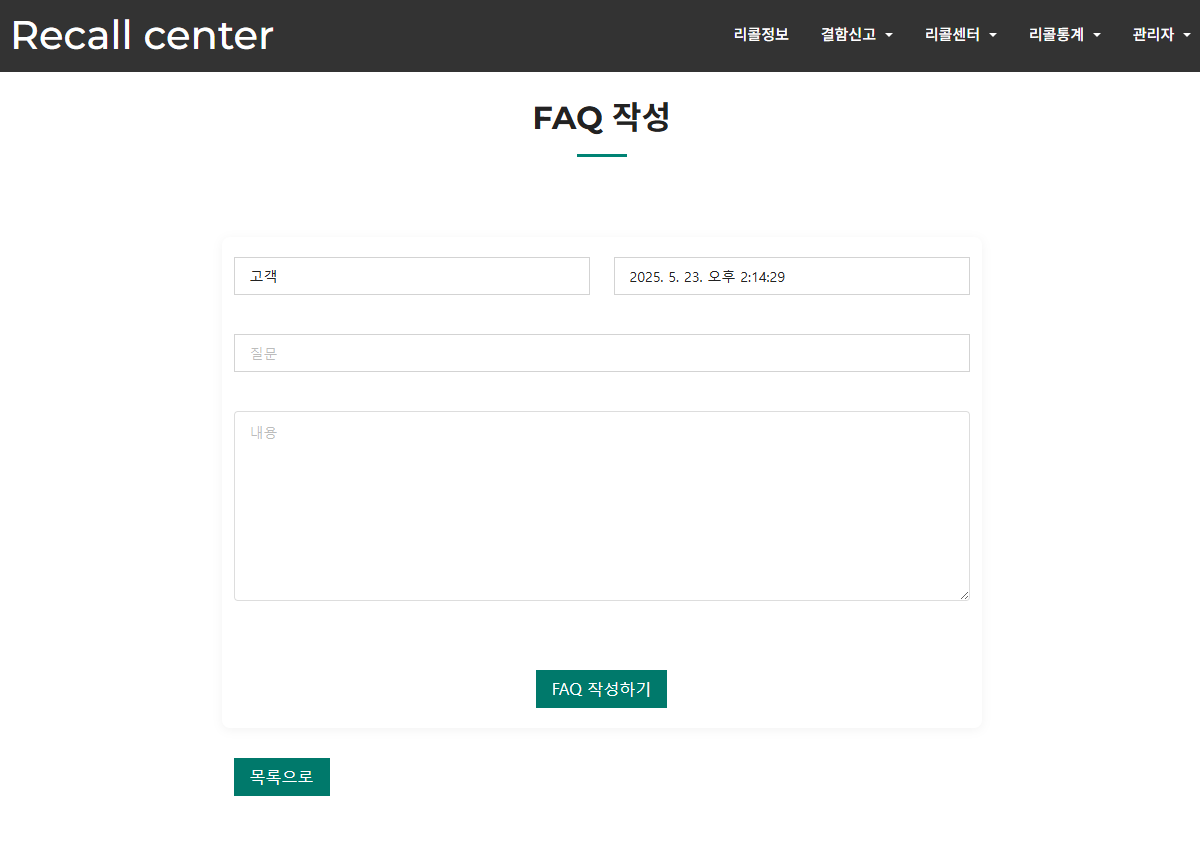 Recall center 리콜정보 결함신고 리콜센터 리콜통계 관리자
FAQ 작성
고객 2025. 5. 23. 오후 2:14:29
질문
내용
FAQ 작성하기
목록으로